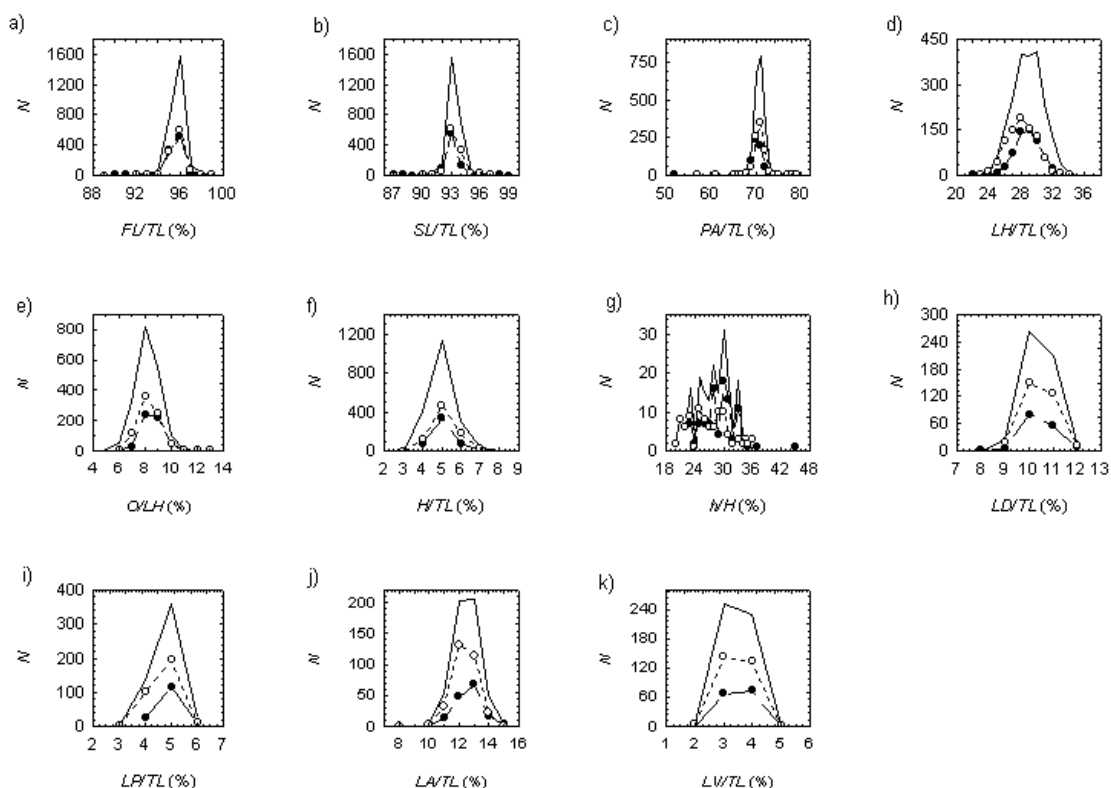 a)
1600
1200
800
400
0
N
88 90 92 94 96 98 100
FL/TL (%)
b)
1600
1200
800
400
0
N
87 90 93 96 99
SL/TL (%)
c)
750
500
250
0
N
50 60 70 80
PA/TL (%)
d)
450
300
150
0
N
20 24 28 32 36
LH/TL (%)
e)
800
600
400
200
0
N
4 6 8 10 12 14
O/LH (%)
f)
1200
800
400
0
N
2 3 4 5 6 7 8 9
H/TL (%)
g)
30
20
10
0
N
18 24 30 36 42 48
h/H (%)
h)
300
240
180
120
60
0
N
7 8 9 10 11 12 13
LD/TL (%)
i)
400
300
200
100
0
N
2 3 4 5 6 7
LP/TL (%)
j)
200
150
100
50
0
N
8 10 12 14 16
LA/TL (%)
k)
240
180
120
60
0
N
1 2 3 4 5 6
LV/TL (%)